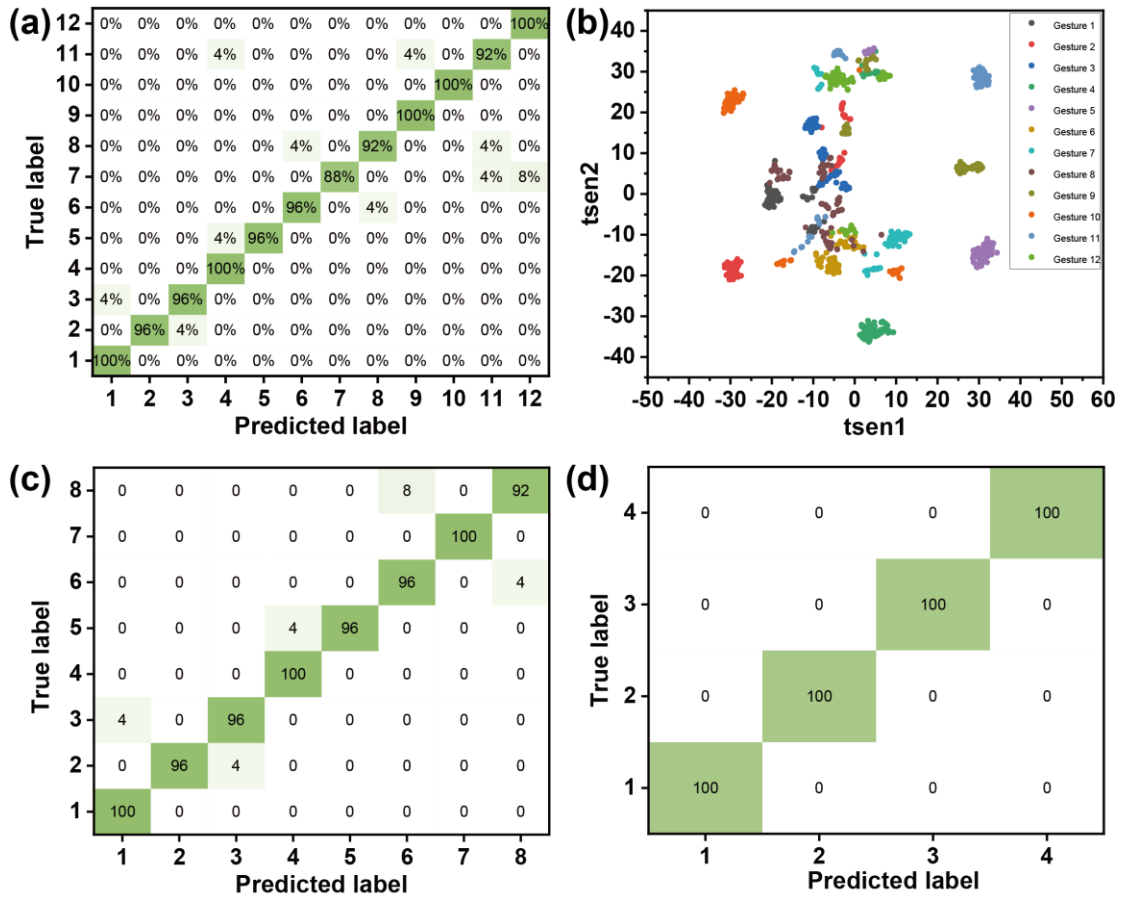 (a)
True label
12 0% 0% 0% 0% 0% 0% 0% 0% 0% 0% 0% 100%
11 0% 0% 0% 4% 0% 0% 0% 0% 4% 0% 92% 0%
10 0% 0% 0% 0% 0% 0% 0% 0% 0% 100% 0% 0%
9 0% 0% 0% 0% 0% 0% 0% 0% 100% 0% 0% 0%
8 0% 0% 0% 0% 0% 4% 0% 92% 0% 0% 4% 0%
7 0% 0% 0% 0% 0% 0% 88% 0% 0% 0% 4% 8%
6 0% 0% 0% 0% 0% 96% 0% 4% 0% 0% 0% 0%
5 0% 0% 0% 4% 96% 0% 0% 0% 0% 0% 0% 0%
4 0% 0% 0% 100% 0% 0% 0% 0% 0% 0% 0% 0%
3 4% 0% 96% 0% 0% 0% 0% 0% 0% 0% 0% 0%
2 0% 96% 4% 0% 0% 0% 0% 0% 0% 0% 0% 0%
1 100% 0% 0% 0% 0% 0% 0% 0% 0% 0% 0% 0%
1 2 3 4 5 6 7 8 9 10 11 12
Predicted label
(b)
tsen2
40
30
20
10
0
-10
-20
-30
-40
-50 -40 -30 -20 -10 0 10 20 30 40 50 60
tsen1
Gesture 1
Gesture 2
Gesture 3
Gesture 4
Gesture 5
Gesture 6
Gesture 7
Gesture 8
Gesture 9
Gesture 10
Gesture 11
Gesture 12
(c)
True label
8 0 0 0 0 0 8 0 92
7 0 0 0 0 0 0 100 0
6 0 0 0 0 0 96 0 4
5 0 0 0 4 96 0 0 0
4 0 0 0 100 0 0 0 0
3 4 0 96 0 0 0 0 0
2 0 96 4 0 0 0 0 0
1 100 0 0 0 0 0 0 0
1 2 3 4 5 6 7 8
Predicted label
(d)
True label
4 0 0 0 100
3 0 0 100 0
2 0 100 0 0
1 100 0 0 0
1 2 3 4
Predicted label